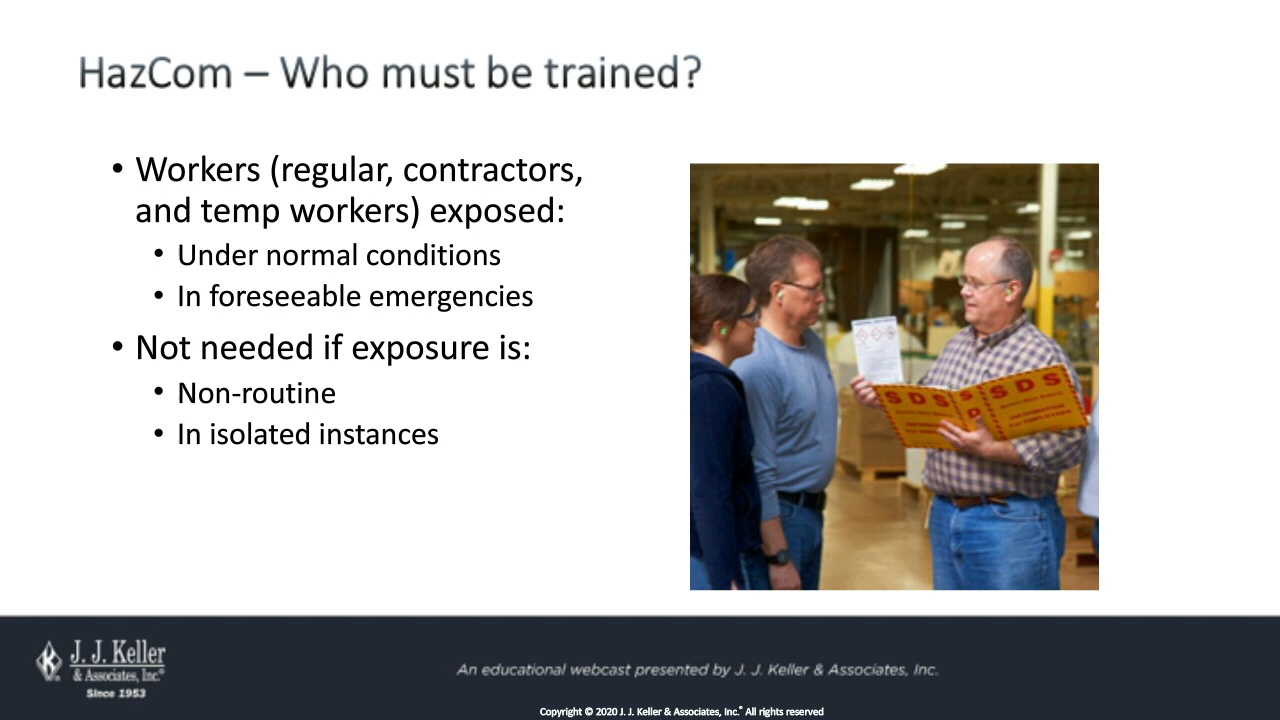 HazCom – Who must be trained?
• Workers (regular, contractors,
and temp workers) exposed:
• Under normal conditions
• In foreseeable emergencies
• Not needed if exposure is:
• Non-routine
• In isolated instances
SDS
SDS
SDS
J. J. Keller
& Associates, Inc.®
Since 1953
An educational webcast presented by J. J. Keller & Associates, Inc.
Copyright © 2020 J. J. Keller & Associates, Inc.® All rights reserved